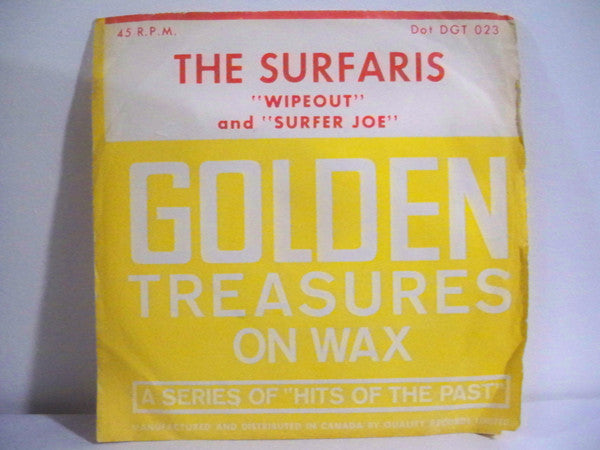 45 R.P.M. Dot DGT 023
THE SURFARIS
"WIPEOUT"
and "SURFER JOE"
GOLDEN
TREASURES
ON WAX
A SERIES OF "HITS OF THE PAST"
MANUFACTURED AND DISTRIBUTED IN CANADA BY QUALITY RECORDS LIMITED